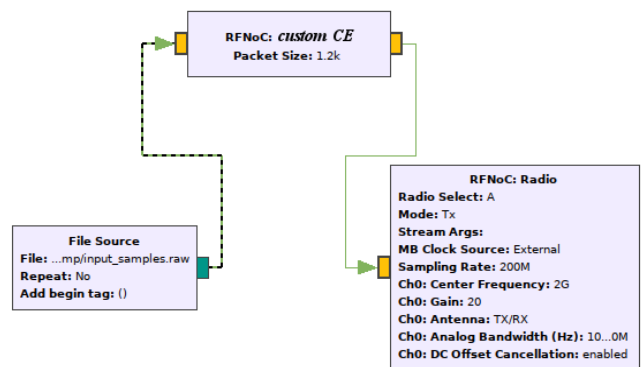 RFNoC: custom CE
Packet Size: 1.2k
File Source
File: ...mp/input_samples.raw
Repeat: No
Add begin tag: ()
RFNoC: Radio
Radio Select: A
Mode: Tx
Stream Args:
MB Clock Source: External
Sampling Rate: 200M
Ch0: Center Frequency: 2G
Ch0: Gain: 20
Ch0: Antenna: TX/RX
Ch0: Analog Bandwidth (Hz): 10...0M
Ch0: DC Offset Cancellation: enabled